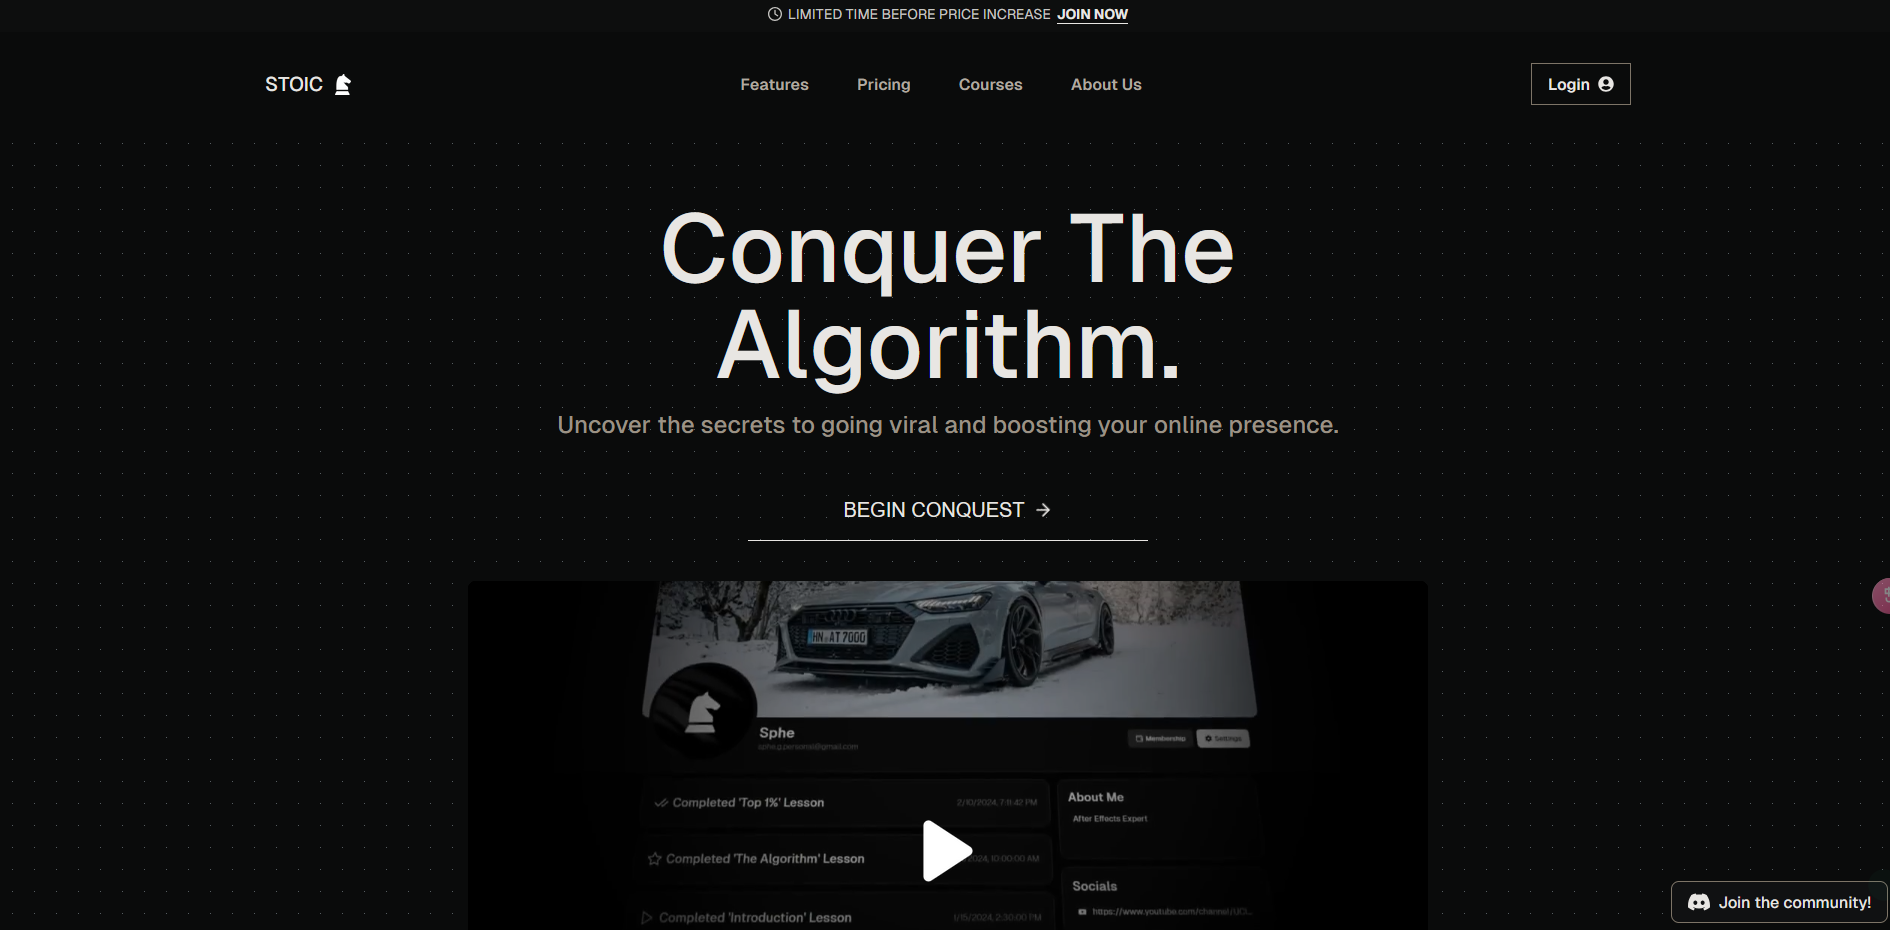 LIMITED TIME BEFORE PRICE INCREASE JOIN NOW
STOIC
Features
Pricing
Courses
About Us
Login
Conquer The
Algorithm.
Uncover the secrets to going viral and boosting your online presence.
BEGIN CONQUEST
HN AT 7000
Sphe
sphe.g.personal@gmail.com
Membership
Settings
Completed 'Top 1%' Lesson
2/10/2024, 7:11:42 PM
About Me
After Effects Expert
Completed 'The Algorithm' Lesson
2024, 10:00:00 AM
Socials
https://www.youtube.com/channel/UC...
Completed 'Introduction' Lesson
1/15/2024, 2:30:00 PM
Join the community!